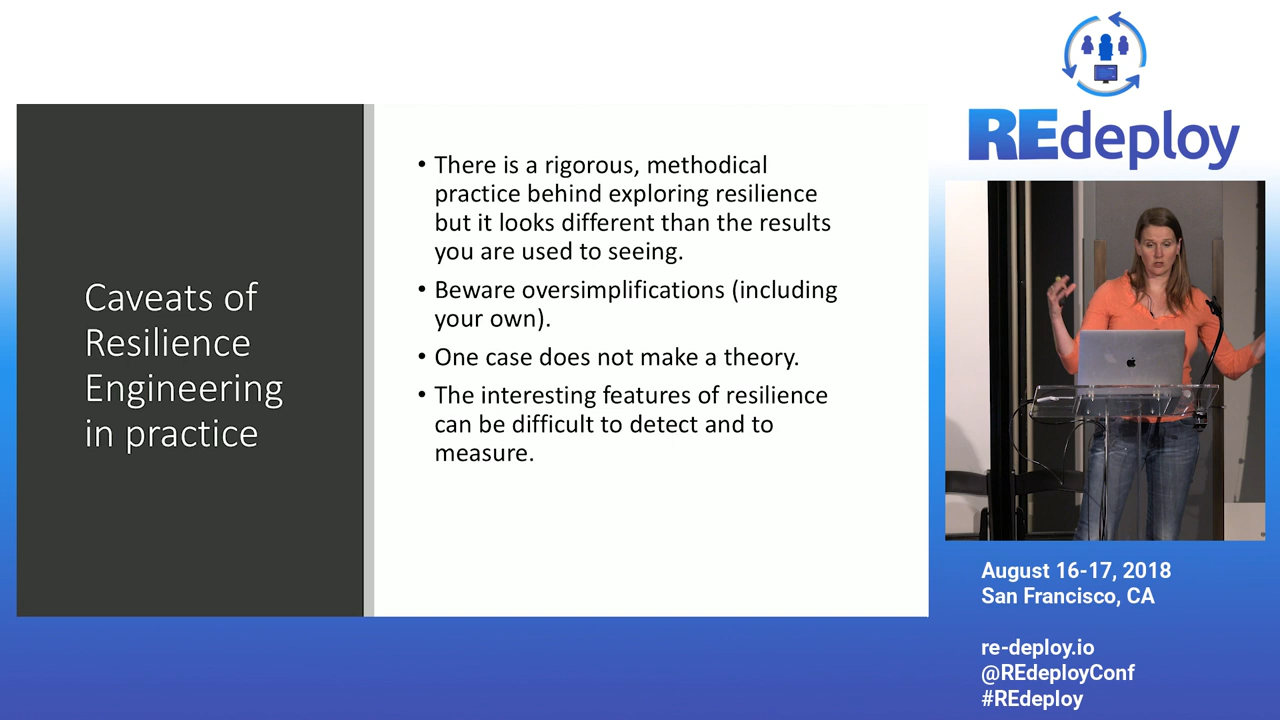 Caveats of
Resilience
Engineering
in practice
• There is a rigorous, methodical
practice behind exploring resilience
but it looks different than the results
you are used to seeing.
• Beware oversimplifications (including
your own).
• One case does not make a theory.
• The interesting features of resilience
can be difficult to detect and to
measure.
REdeploy
August 16-17, 2018
San Francisco, CA
re-deploy.io
@REdeployConf
#REdeploy